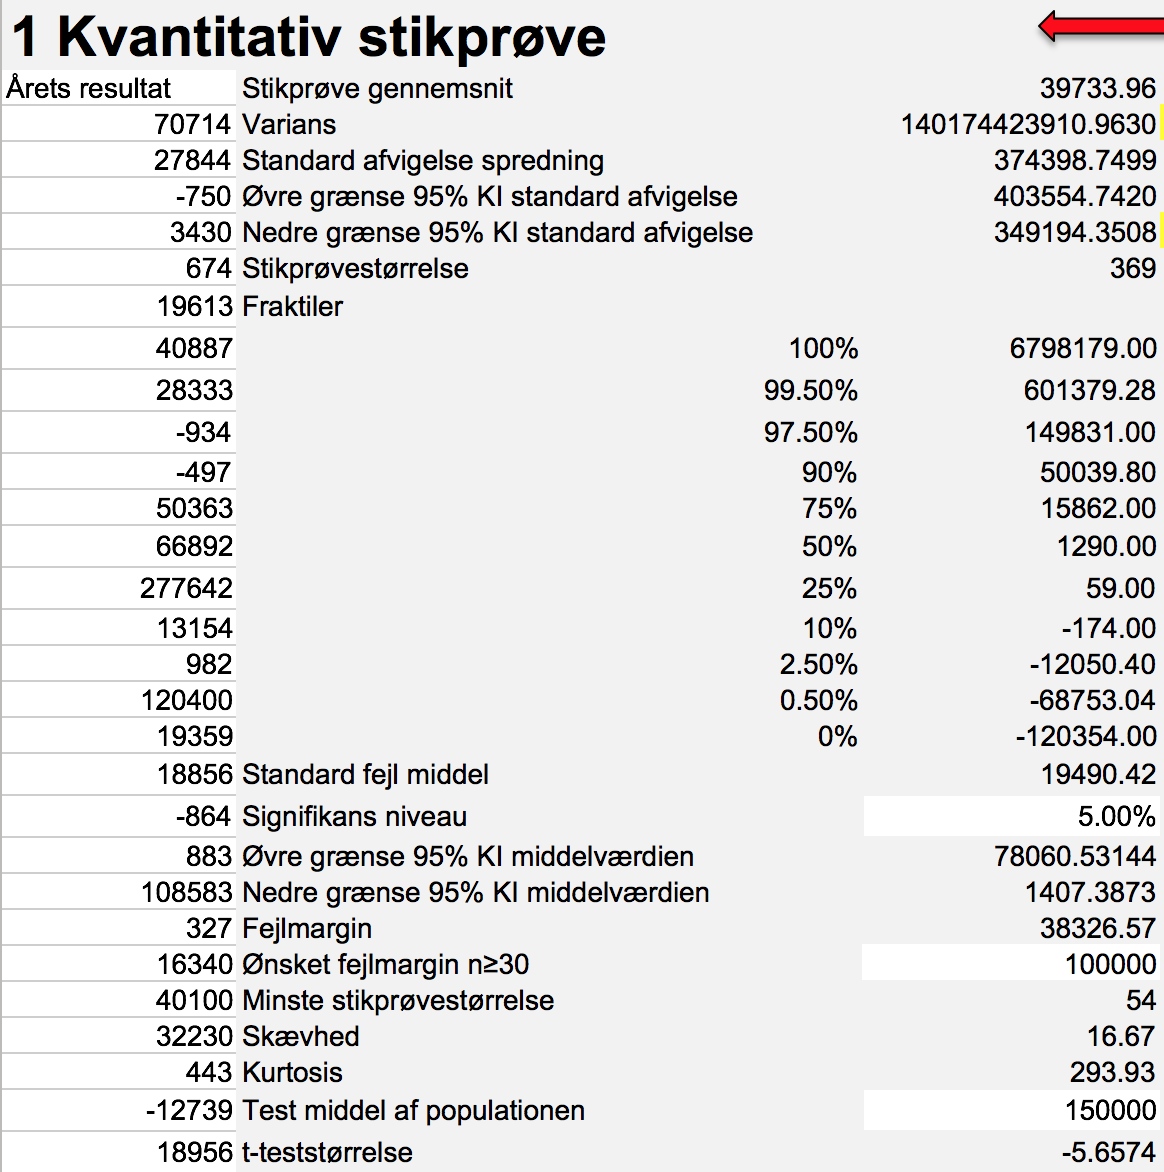 1 Kvantitativ stikprøve
Årets resultat Stikprøve gennemsnit 39733.96
70714 Varians 140174423910.9630
27844 Standard afvigelse spredning 374398.7499
-750 Øvre grænse 95% KI standard afvigelse 403554.7420
3430 Nedre grænse 95% KI standard afvigelse 349194.3508
674 Stikprøvestørrelse 369
19613 Fraktiler
40887 100% 6798179.00
28333 99.50% 601379.28
-934 97.50% 149831.00
-497 90% 50039.80
50363 75% 15862.00
66892 50% 1290.00
277642 25% 59.00
13154 10% -174.00
982 2.50% -12050.40
120400 0.50% -68753.04
19359 0% -120354.00
18856 Standard fejl middel 19490.42
-864 Signifikans niveau 5.00%
883 Øvre grænse 95% KI middelværdien 78060.53144
108583 Nedre grænse 95% KI middelværdien 1407.3873
327 Fejlmargin 38326.57
16340 Ønsket fejlmargin n≥30 100000
40100 Minste stikprøvestørrelse 54
32230 Skævhed 16.67
443 Kurtosis 293.93
-12739 Test middel af populationen 150000
18956 t-teststørrelse -5.6574